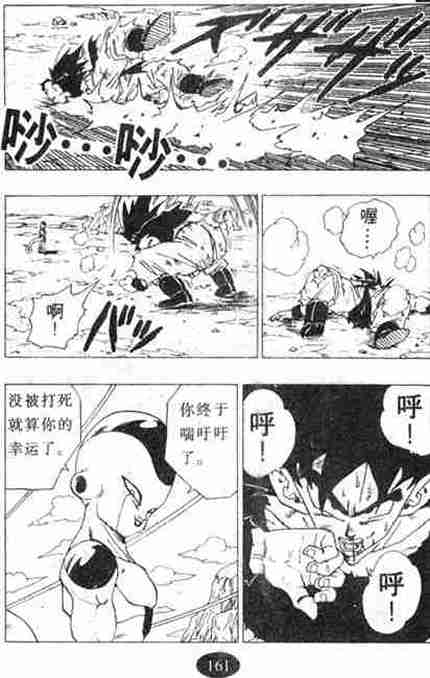 ズザザザ
吵...吵...
喔
...
啊！
バッ
呼！
呼！
呼！
你终于
喘吁吁
了。
没被打死
就算你的
幸运了。
161